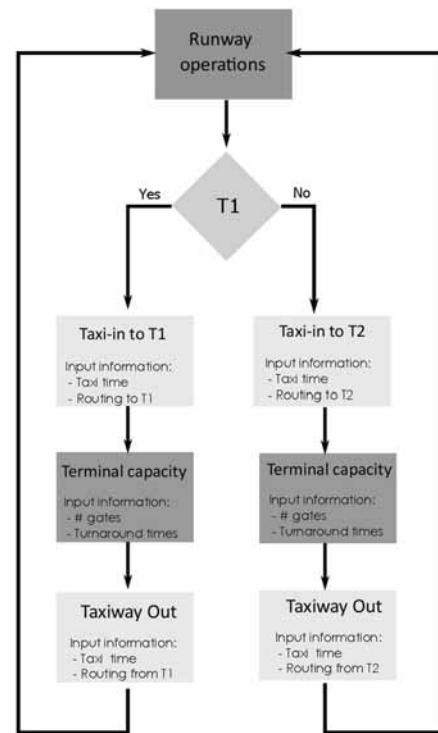 Runway
operations
T1
Yes
No
Taxi-in to T1
Input information:
- Taxi time
- Routing to T1
Taxi-in to T2
Input information:
- Taxi time
- Routing to T2
Terminal capacity
Input information:
- # gates
- Turnaround times
Terminal capacity
Input information:
- # gates
- Turnaround times
Taxiway Out
Input information:
- Taxi time
- Routing from T1
Taxiway Out
Input information:
- Taxi time
- Routing from T2